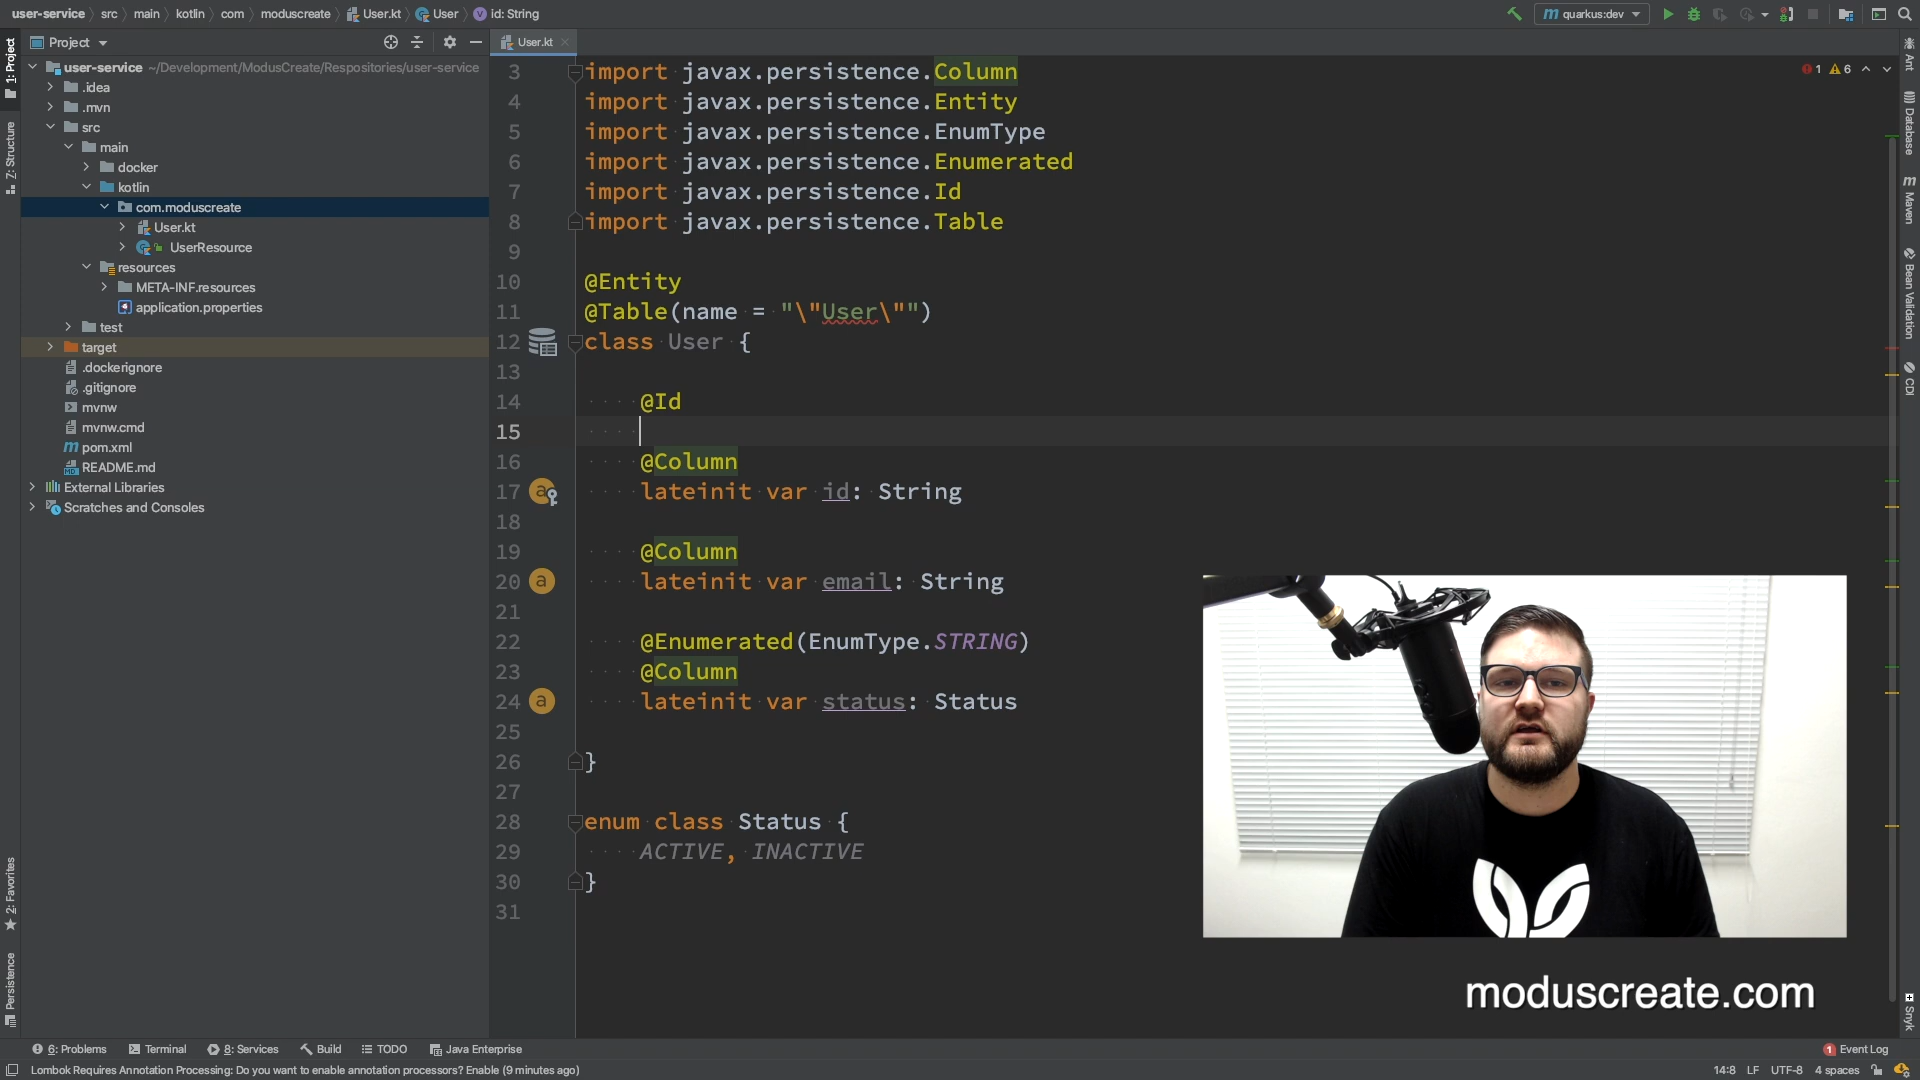 user-service src main kotlin com moduscreate User.kt User id: String
quarkus:dev
Project
User.kt
1: Project
Z: Structure
2: Favorites
Persistence
user-service ~/Development/ModusCreate/Respositories/user-service
.idea
.mvn
src
main
docker
kotlin
com.moduscreate
User.kt
UserResource
resources
META-INF.resources
application.properties
test
target
.dockerignore
.gitignore
mvnw
mvnw.cmd
pom.xml
README.md
External Libraries
Scratches and Consoles
3 import javax.persistence.Column
4 import javax.persistence.Entity
5 import javax.persistence.EnumType
6 import javax.persistence.Enumerated
7 import javax.persistence.Id
8 import javax.persistence.Table
9
10 @Entity
11 @Table(name = "\"User\"")
12 class User {
13
14 @Id
15
16 @Column
17 lateinit var id: String
18
19 @Column
20 lateinit var email: String
21
22 @Enumerated(EnumType.STRING)
23 @Column
24 lateinit var status: Status
25
26 }
27
28 enum class Status {
29 ACTIVE, INACTIVE
30 }
31
1 6
Ant
Database
Maven
Bean Validation
CDI
Snyk
moduscreate.com
6: Problems Terminal 8: Services Build TODO Java Enterprise
1 Event Log
Lombok Requires Annotation Processing: Do you want to enable annotation processors? Enable (9 minutes ago)
14:8 LF UTF-8 4 spaces